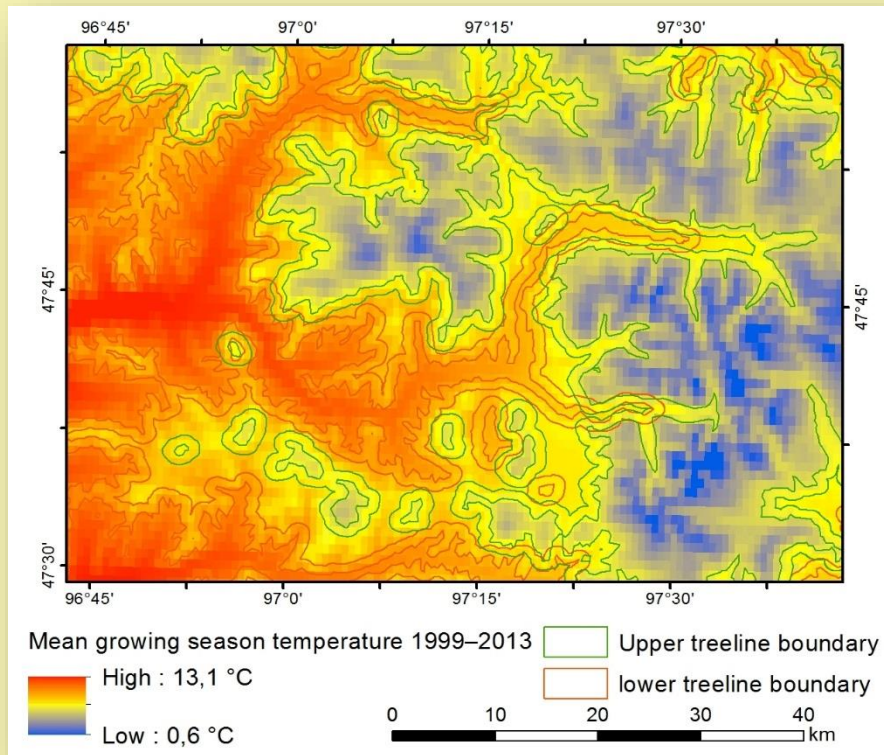 96°45' 97°0' 97°15' 97°30'
47°45' 47°45'
47°30' 47°30'
96°45' 97°0' 97°15' 97°30'
Mean growing season temperature 1999–2013
High : 13,1 °C
Low : 0,6 °C
Upper treeline boundary
lower treeline boundary
0 10 20 30 40
km